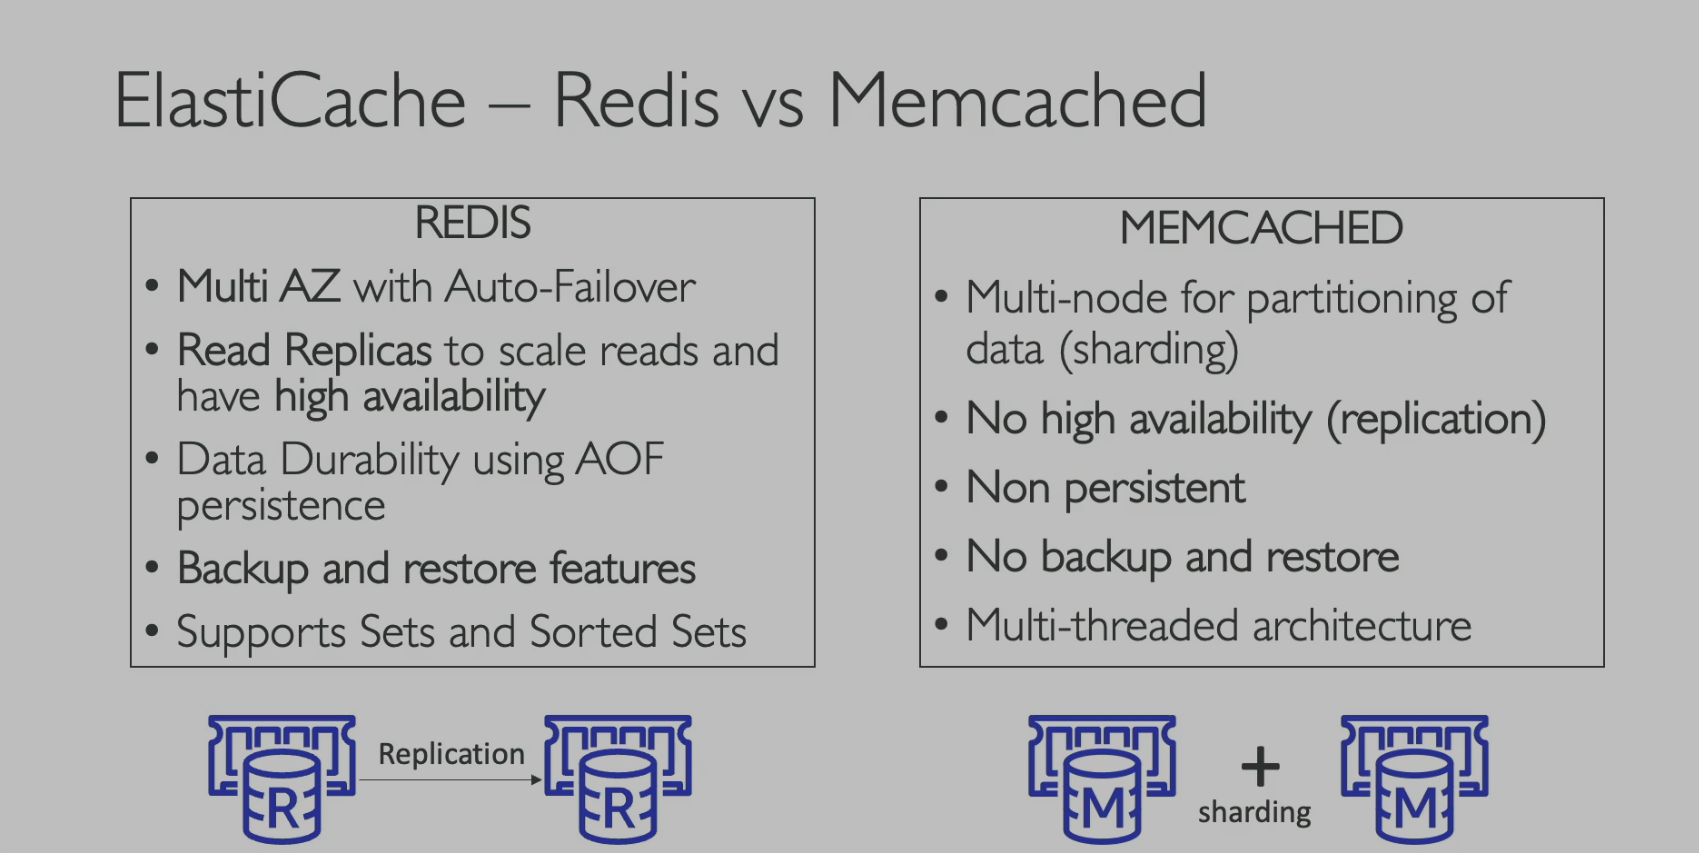 ElastiCache – Redis vs Memcached
REDIS
• Multi AZ with Auto-Failover
• Read Replicas to scale reads and
have high availability
• Data Durability using AOF
persistence
• Backup and restore features
• Supports Sets and Sorted Sets
MEMCACHED
• Multi-node for partitioning of
data (sharding)
• No high availability (replication)
• Non persistent
• No backup and restore
• Multi-threaded architecture
R
Replication
R
M
+
sharding
M